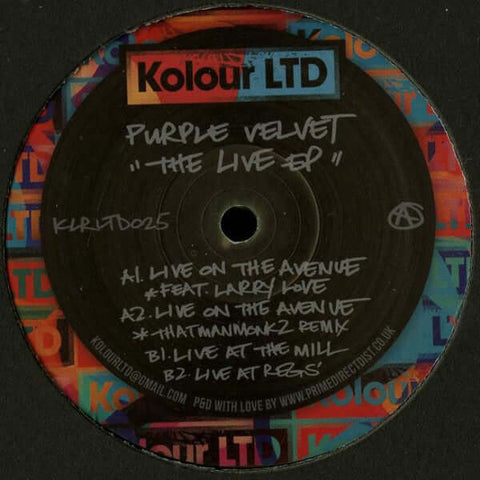 Kolour LTD
PURPLE VELVET
"THE LIVE EP"
KLRLTD025
A1. LIVE ON THE AVENUE
*FEAT. LARRY LOVE
A2. LIVE ON THE AVENUE
*THATMANMONKZ REMIX
B1. LIVE AT THE MILL
B2. LIVE AT REGS'
KOLOURLTD@GMAIL.COM P&D WITH LOVE BY WWW.PRIMEDIRECTDIST.CO.UK
Kolour LTD